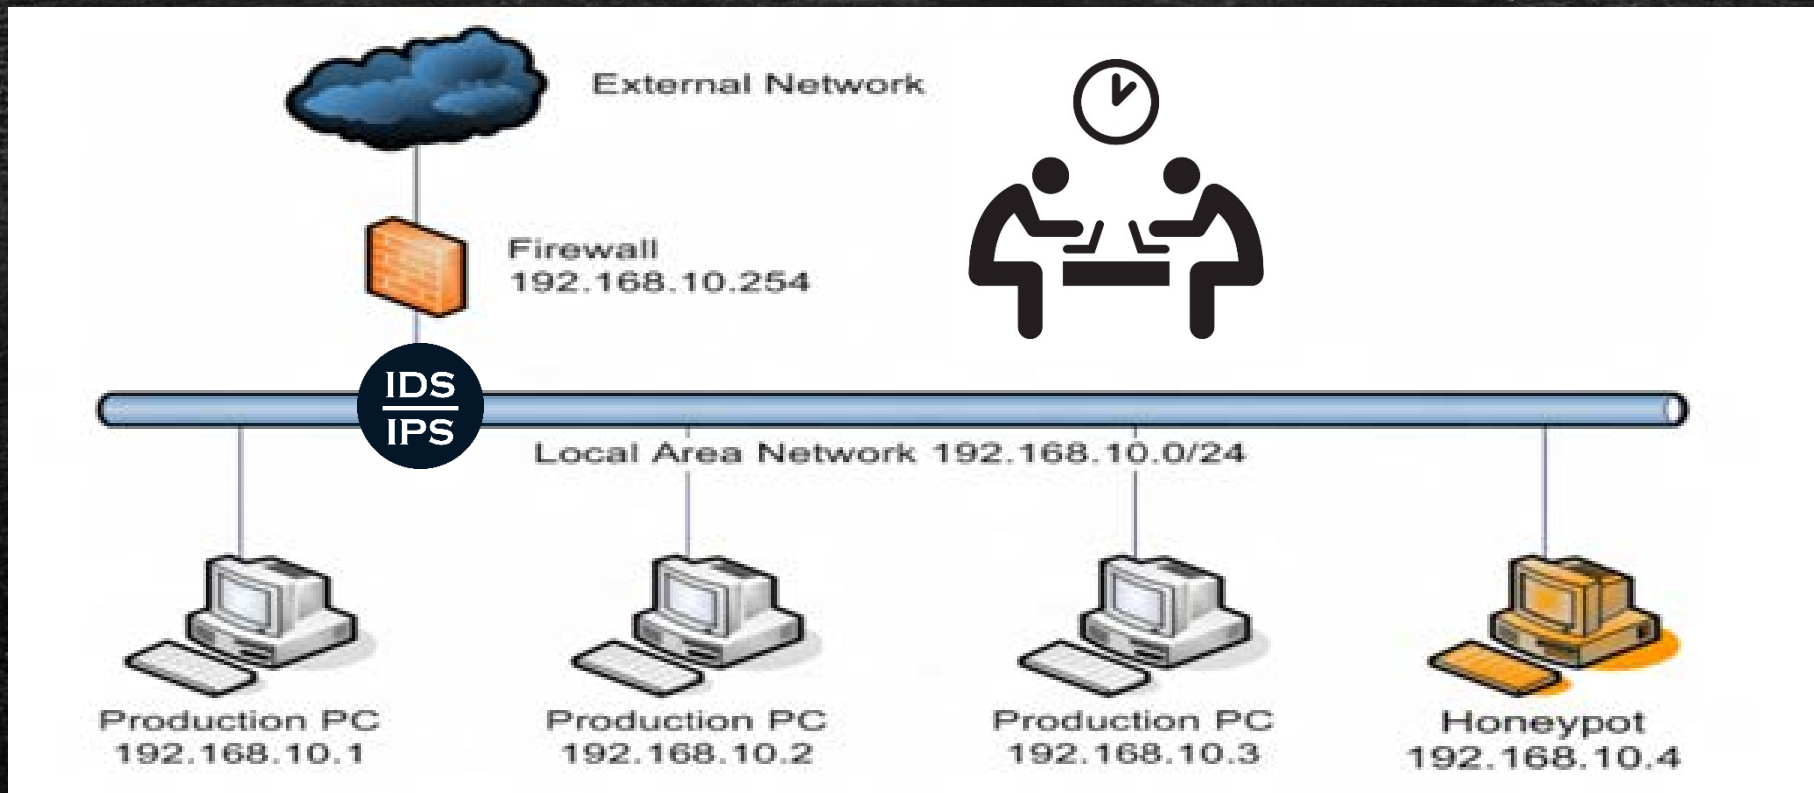 External Network
Firewall
192.168.10.254
IDS
IPS
Local Area Network 192.168.10.0/24
Production PC
192.168.10.1
Production PC
192.168.10.2
Production PC
192.168.10.3
Honeypot
192.168.10.4